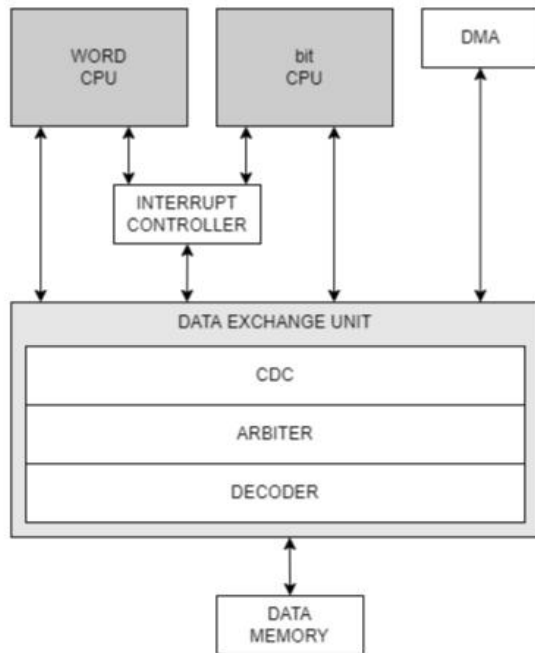 WORD
CPU
bit
CPU
DMA
INTERRUPT
CONTROLLER
DATA EXCHANGE UNIT
CDC
ARBITER
DECODER
DATA
MEMORY